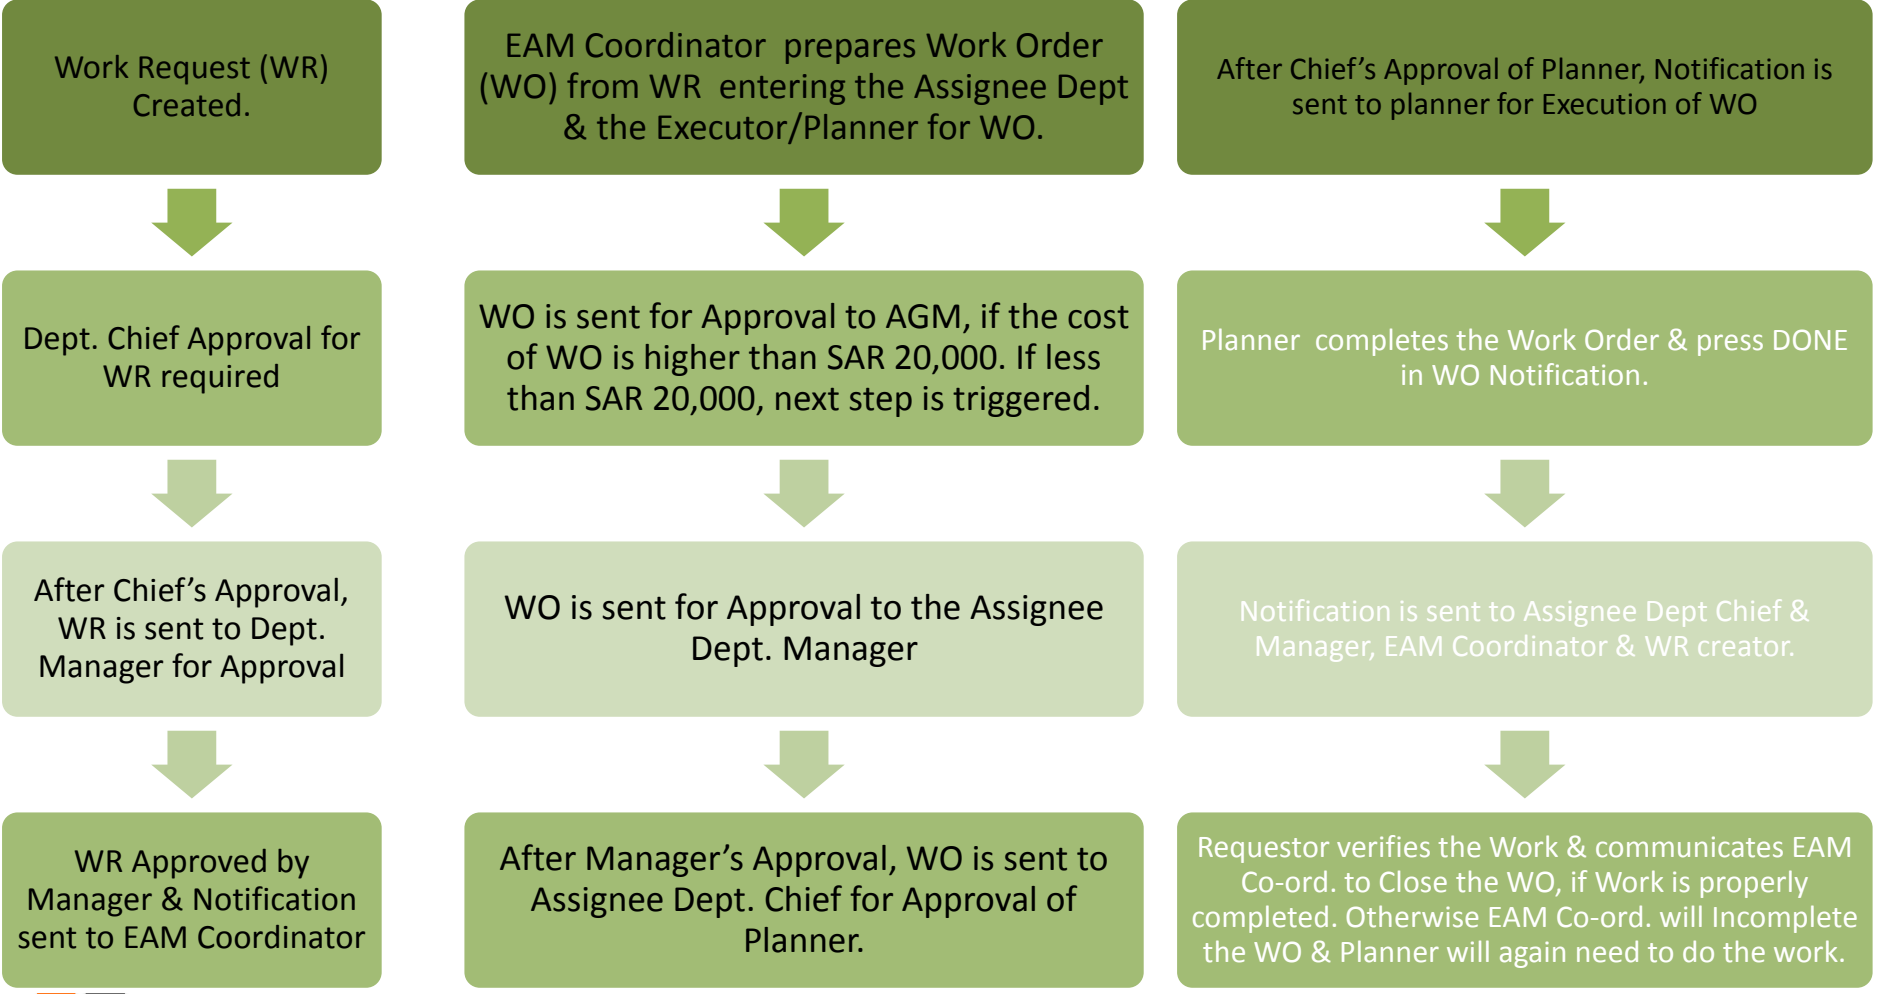 Work Request (WR)
Created.
Dept. Chief Approval for
WR required
After Chief’s Approval,
WR is sent to Dept.
Manager for Approval
WR Approved by
Manager & Notification
sent to EAM Coordinator
EAM Coordinator  prepares Work Order
(WO) from WR  entering the Assignee Dept
& the Executor/Planner for WO.
WO is sent for Approval to AGM, if the cost
of WO is higher than SAR 20,000. If less
than SAR 20,000, next step is triggered.
WO is sent for Approval to the Assignee
Dept. Manager
After Manager’s Approval, WO is sent to
Assignee Dept. Chief for Approval of
Planner.
After Chief’s Approval of Planner, Notification is
sent to planner for Execution of WO
Planner  completes the Work Order & press DONE
in WO Notification.
Notification is sent to Assignee Dept Chief &
Manager, EAM Coordinator & WR creator.
Requestor verifies the Work & communicates EAM
Co-ord. to Close the WO, if Work is properly
completed. Otherwise EAM Co-ord. will Incomplete
the WO & Planner will again need to do the work.